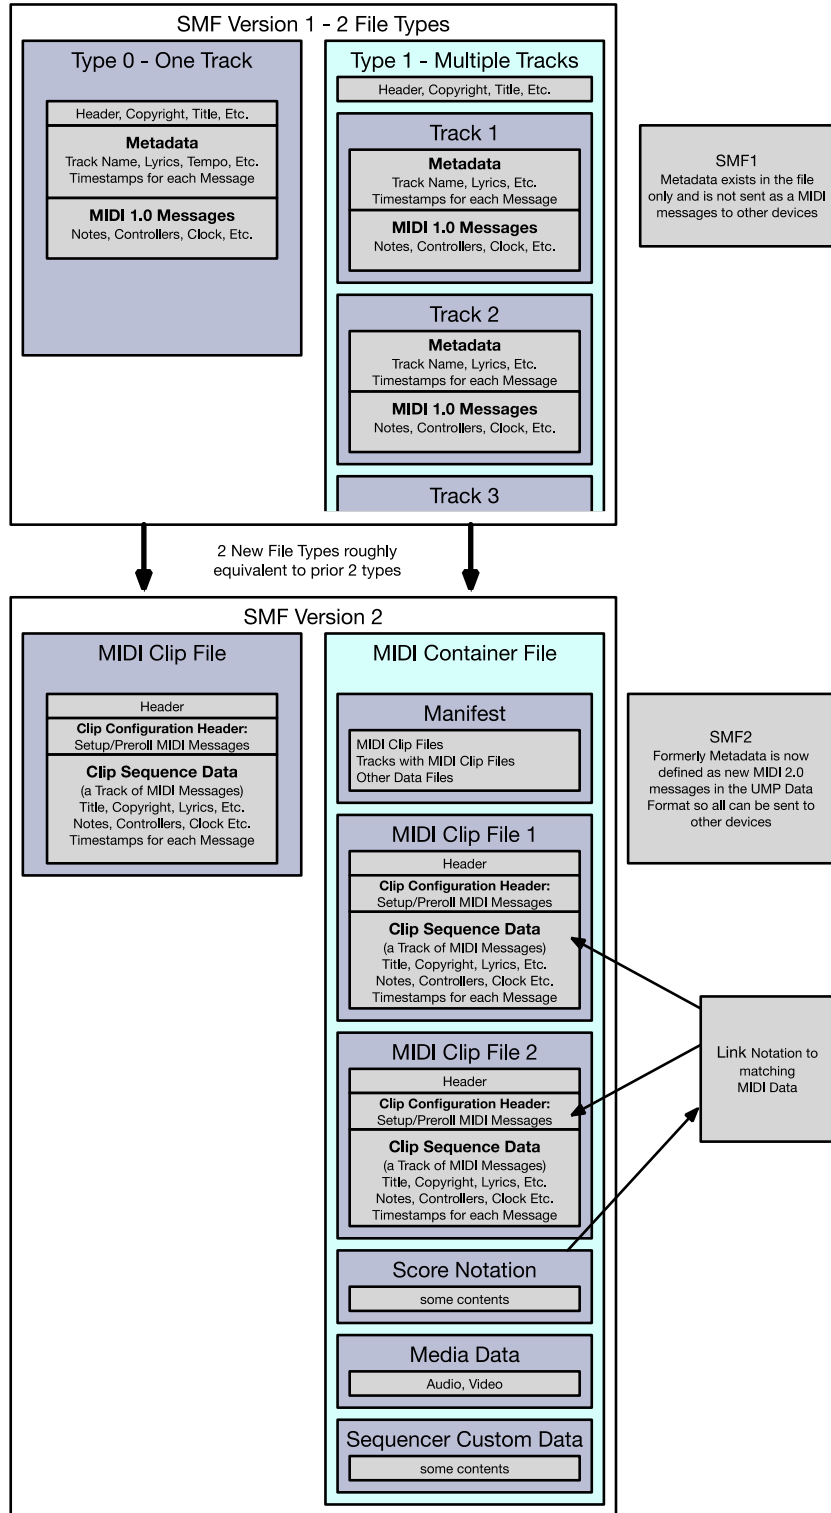 SMF Version 1 - 2 File Types
Type 0 - One Track
Header, Copyright, Title, Etc.
Metadata
Track Name, Lyrics, Tempo, Etc.
Timestamps for each Message
MIDI 1.0 Messages
Notes, Controllers, Clock, Etc.
Type 1 - Multiple Tracks
Header, Copyright, Title, Etc.
Track 1
Metadata
Track Name, Lyrics, Etc.
Timestamps for each Message
MIDI 1.0 Messages
Notes, Controllers, Clock, Etc.
Track 2
Metadata
Track Name, Lyrics, Etc.
Timestamps for each Message
MIDI 1.0 Messages
Notes, Controllers, Clock, Etc.
Track 3
SMF1
Metadata exists in the file
only and is not sent as a MIDI
messages to other devices
2 New File Types roughly
equivalent to prior 2 types
SMF Version 2
MIDI Clip File
Header
Clip Configuration Header:
Setup/Preroll MIDI Messages
Clip Sequence Data
(a Track of MIDI Messages)
Title, Copyright, Lyrics, Etc.
Notes, Controllers, Clock Etc.
Timestamps for each Message
MIDI Container File
Manifest
MIDI Clip Files
Tracks with MIDI Clip Files
Other Data Files
MIDI Clip File 1
Header
Clip Configuration Header:
Setup/Preroll MIDI Messages
Clip Sequence Data
(a Track of MIDI Messages)
Title, Copyright, Lyrics, Etc.
Notes, Controllers, Clock Etc.
Timestamps for each Message
MIDI Clip File 2
Header
Clip Configuration Header:
Setup/Preroll MIDI Messages
Clip Sequence Data
(a Track of MIDI Messages)
Title, Copyright, Lyrics, Etc.
Notes, Controllers, Clock Etc.
Timestamps for each Message
Score Notation
some contents
Media Data
Audio, Video
Sequencer Custom Data
some contents
SMF2
Formerly Metadata is now
defined as new MIDI 2.0
messages in the UMP Data
Format so all can be sent to
other devices
Link Notation to
matching
MIDI Data